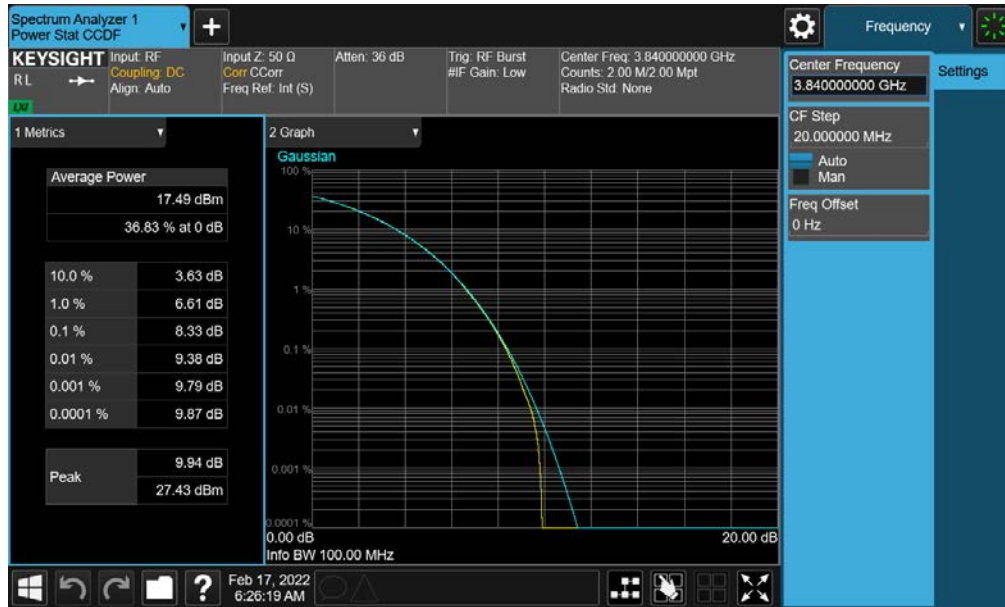 Spectrum Analyzer 1
Power Stat CCDF
+
Frequency
KEYSIGHT
RL
LXI
Input: RF
Coupling: DC
Align: Auto
Input Z: 50 Ω
Corr CCorr
Freq Ref: Int (S)
Atten: 36 dB
Trig: RF Burst
#IF Gain: Low
Center Freq: 3.840000000 GHz
Counts: 2.00 M/2.00 Mpt
Radio Std: None
Center Frequency
3.840000000 GHz
Settings
CF Step
20.000000 MHz
Auto
Man
Freq Offset
0 Hz
1 Metrics
Average Power
17.49 dBm
36.83 % at 0 dB
10.0 % 3.63 dB
1.0 % 6.61 dB
0.1 % 8.33 dB
0.01 % 9.38 dB
0.001 % 9.79 dB
0.0001 % 9.87 dB
Peak 9.94 dB
27.43 dBm
2 Graph
Gaussian
100 %
10 %
1 %
0.1 %
0.01 %
0.001 %
0.0001 %
0.00 dB 20.00 dB
Info BW 100.00 MHz
?
Feb 17, 2022
6:26:19 AM